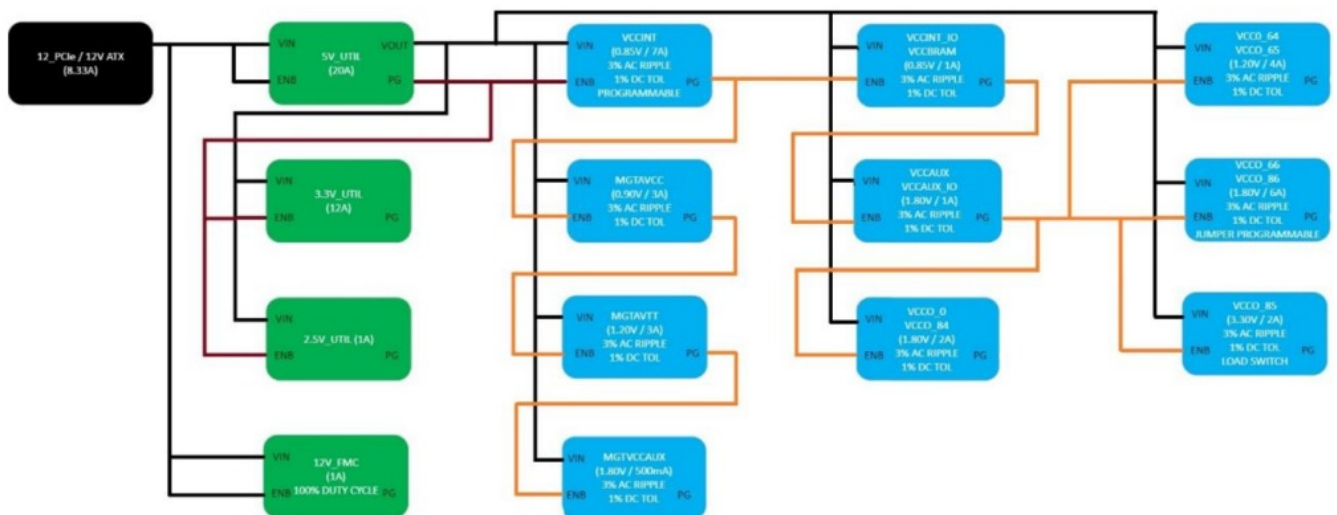 12_PCIe / 12V ATX
(8.33A)
VIN
5V_UTIL
(20A)
VOUT
ENB
PG
VIN
3.3V_UTIL
(12A)
ENB
PG
VIN
2.5V_UTIL (1A)
ENB
PG
VIN
12V_FMC
(1A)
100% DUTY CYCLE
ENB
PG
VIN
VCCINT
(0.85V / 7A)
3% AC RIPPLE
1% DC TOL
PROGRAMMABLE
ENB
PG
VIN
MGTAVCC
(0.90V / 3A)
3% AC RIPPLE
1% DC TOL
ENB
PG
VIN
MGTAVTT
(1.20V / 3A)
3% AC RIPPLE
1% DC TOL
ENB
PG
VIN
MGTVCCAUX
(1.80V / 500mA)
3% AC RIPPLE
1% DC TOL
ENB
PG
VIN
VCCINT_IO
VCCBRAM
(0.85V / 1A)
3% AC RIPPLE
1% DC TOL
ENB
PG
VIN
VCCAUX
VCCAUX_IO
(1.80V / 1A)
3% AC RIPPLE
1% DC TOL
ENB
PG
VIN
VCCO_0
VCCO_84
(1.80V / 2A)
3% AC RIPPLE
1% DC TOL
ENB
PG
VIN
VCC0_64
VCCO_65
(1.20V / 4A)
3% AC RIPPLE
1% DC TOL
ENB
PG
VIN
VCCO_66
VCCO_86
(1.80V / 6A)
3% AC RIPPLE
1% DC TOL
JUMPER PROGRAMMABLE
ENB
PG
VIN
VCCO_85
(3.30V / 2A)
3% AC RIPPLE
1% DC TOL
LOAD SWITCH
ENB
PG